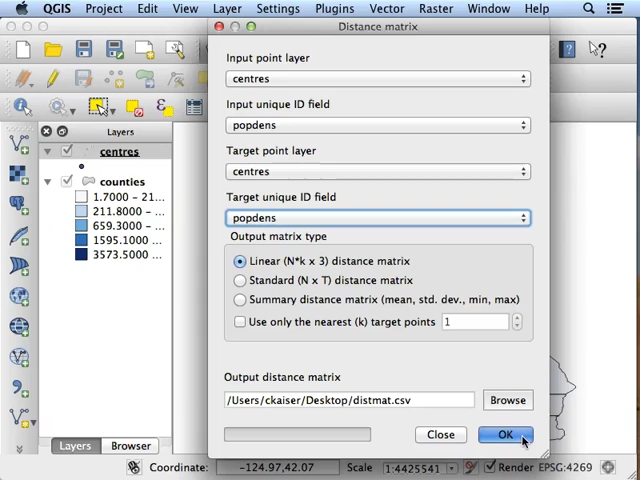 QGIS Project Edit View Layer Settings Plugins Vector Raster Window Help
Distance matrix
Input point layer
centres
Input unique ID field
popdens
Target point layer
centres
Target unique ID field
popdens
Output matrix type
Linear (N*k x 3) distance matrix
Standard (N x T) distance matrix
Summary distance matrix (mean, std. dev., min, max)
Use only the nearest (k) target points 1
Output distance matrix
/Users/ckaiser/Desktop/distmat.csv Browse
Close OK
Layers
centres
counties
1.7000 - 21...
211.8000 - ...
659.3000 - ...
1595.1000 ...
3573.5000 ...
Layers Browser
Coordinate: -124.97,42.07 Scale 1:4425541 Render EPSG:4269